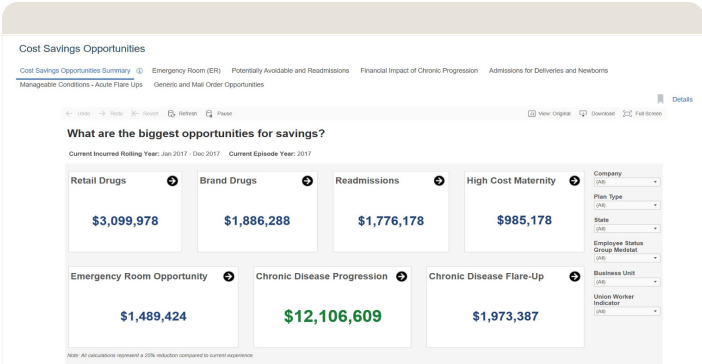 Cost Savings Opportunities
Cost Savings Opportunities Summary Emergency Room (ER) Potentially Avoidable and Readmissions Financial Impact of Chronic Progression Admissions for Deliveries and Newborns
Manageable Conditions - Acute Flare Ups Generic and Mail Order Opportunities
Details
Undo Redo Revert Refresh Pause View: Original Download Full Screen
What are the biggest opportunities for savings?
Current Incurred Rolling Year: Jan 2017 - Dec 2017 Current Episode Year: 2017
Retail Drugs Brand Drugs Readmissions High Cost Maternity
$3,099,978 $1,886,288 $1,776,178 $985,178
Emergency Room Opportunity Chronic Disease Progression Chronic Disease Flare-Up
$1,489,424 $12,106,609 $1,973,387
Company
(All)
Plan Type
(All)
State
(All)
Employee Status
Group Medstat
(All)
Business Unit
(All)
Union Worker
Indicator
(All)
Note: All calculations represent a 20% reduction compared to current experience.